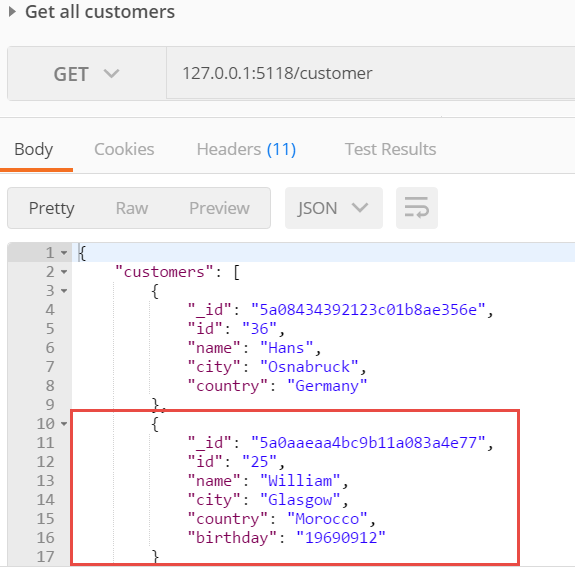 Get all customers
GET 127.0.0.1:5118/customer
Body Cookies Headers (11) Test Results
Pretty Raw Preview JSON
1 {
2 "customers": [
3 {
4 "_id": "5a08434392123c01b8ae356e",
5 "id": "36",
6 "name": "Hans",
7 "city": "Osnabruck",
8 "country": "Germany"
9 },
10 {
11 "_id": "5a0aaeaa4bc9b11a083a4e77",
12 "id": "25",
13 "name": "William",
14 "city": "Glasgow",
15 "country": "Morocco",
16 "birthday": "19690912"
17 }